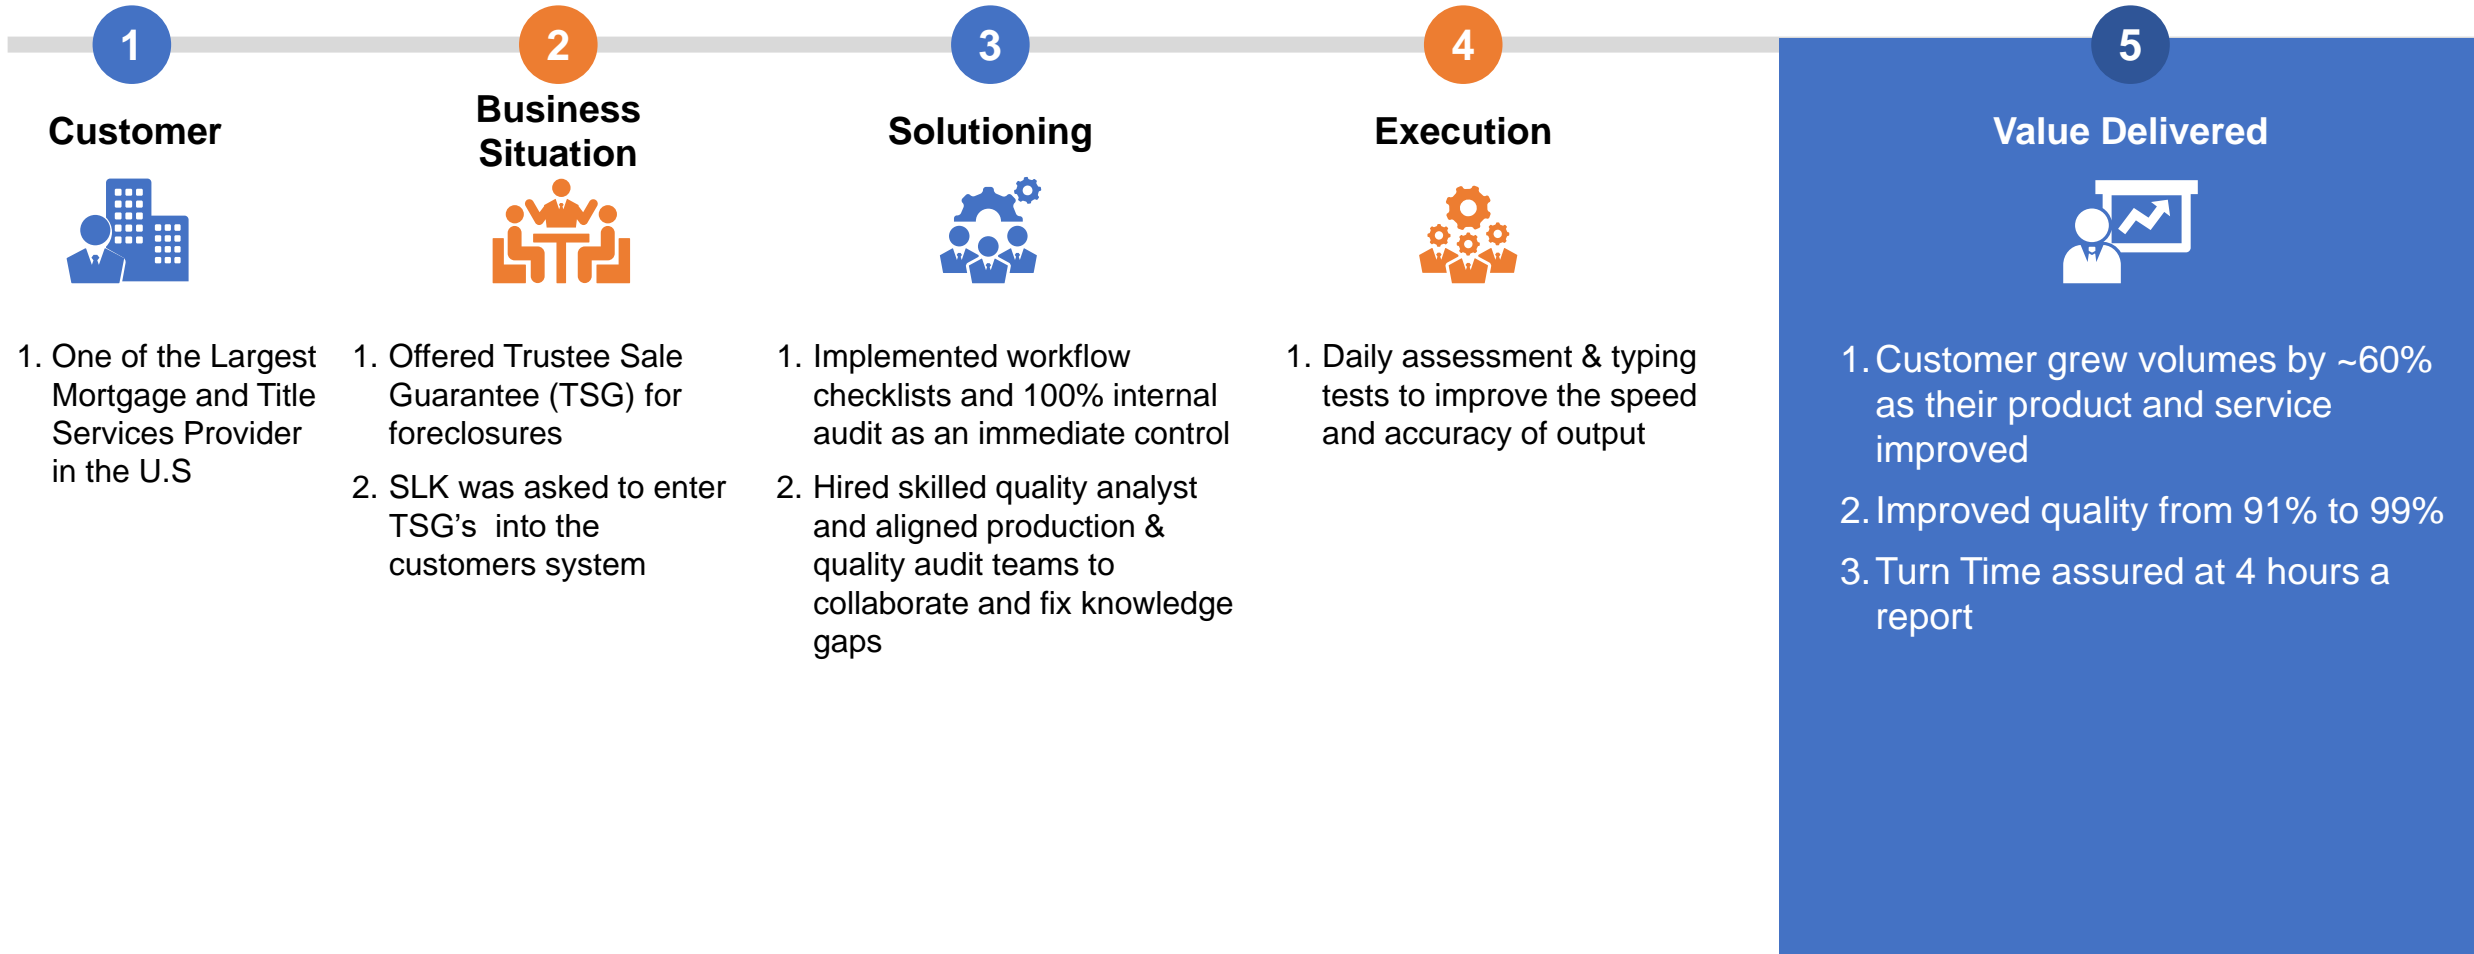 1
Customer
1. One of the Largest
Mortgage and Title
Services Provider
in the U.S
2
Business
Situation
1. Offered Trustee Sale
Guarantee (TSG) for
foreclosures
2. SLK was asked to enter
TSG’s  into the
customers system
3
Solutioning
1. Implemented workflow
checklists and 100% internal
audit as an immediate control
2. Hired skilled quality analyst
and aligned production &
quality audit teams to
collaborate and fix knowledge
gaps
4
Execution
1. Daily assessment & typing
tests to improve the speed
and accuracy of output
5
Value Delivered
1. Customer grew volumes by ~60%
as their product and service
improved
2. Improved quality from 91% to 99%
3. Turn Time assured at 4 hours a
report